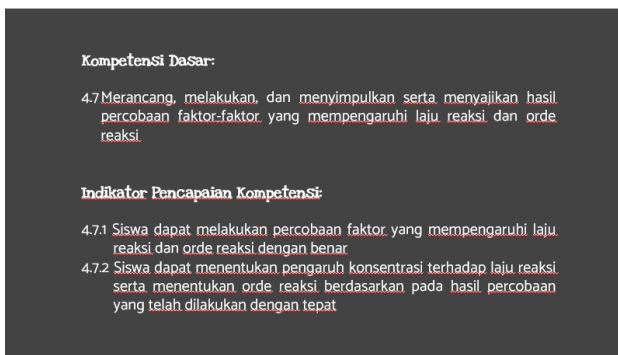 Kompetensi Dasar:
4.7 Merancang, melakukan, dan menyimpulkan serta menyajikan hasil
percobaan faktor-faktor yang mempengaruhi laju reaksi dan orde
reaksi
Indikator Pencapaian Kompetensi:
4.7.1 Siswa dapat melakukan percobaan faktor yang mempengaruhi laju
reaksi dan orde reaksi dengan benar
4.7.2 Siswa dapat menentukan pengaruh konsentrasi terhadap laju reaksi
serta menentukan orde reaksi berdasarkan pada hasil percobaan
yang telah dilakukan dengan tepat